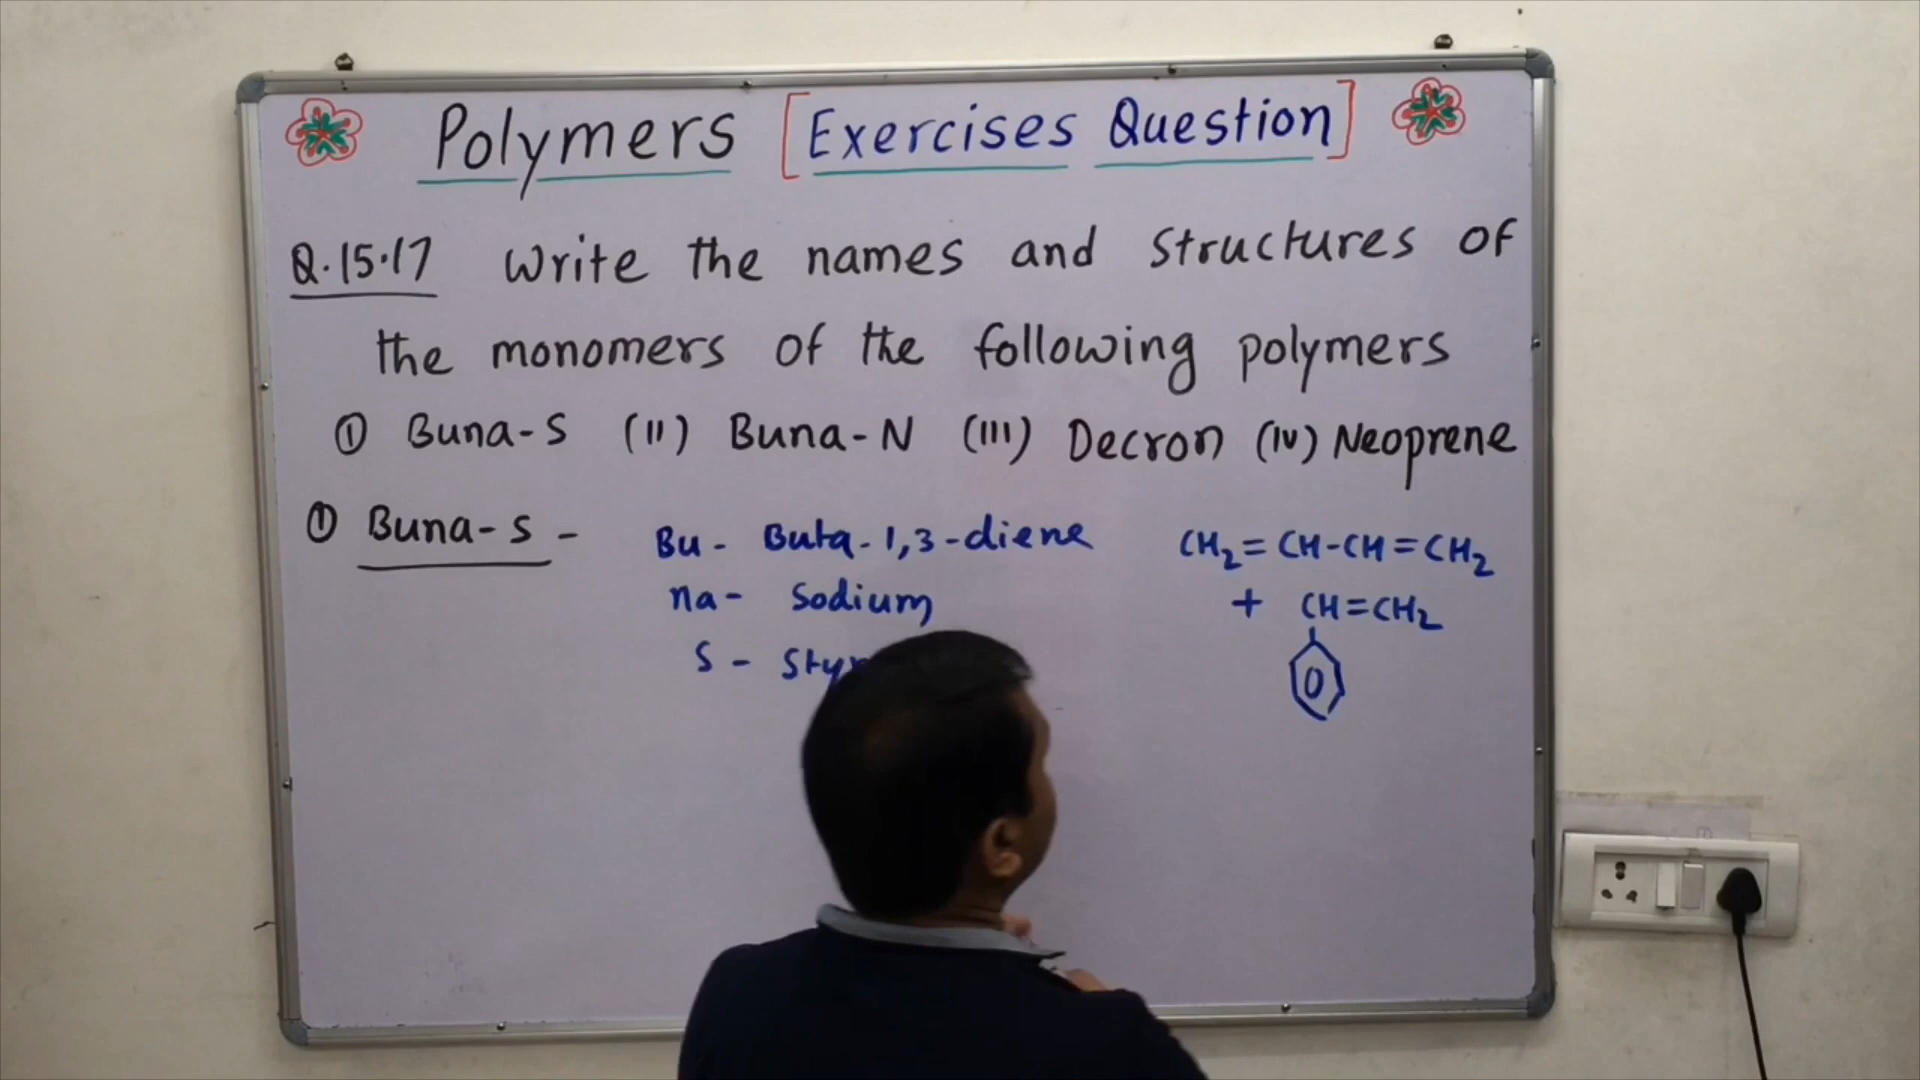 Polymers [Exercises Question]
Q.15.17 Write the names and structures of
the monomers of the following polymers
① Buna-S (II) Buna-N (III) Decron (IV) Neoprene
① Buna-S - Bu - Buta-1,3-diene CH₂=CH-CH=CH₂
na - Sodium + CH=CH₂
S -